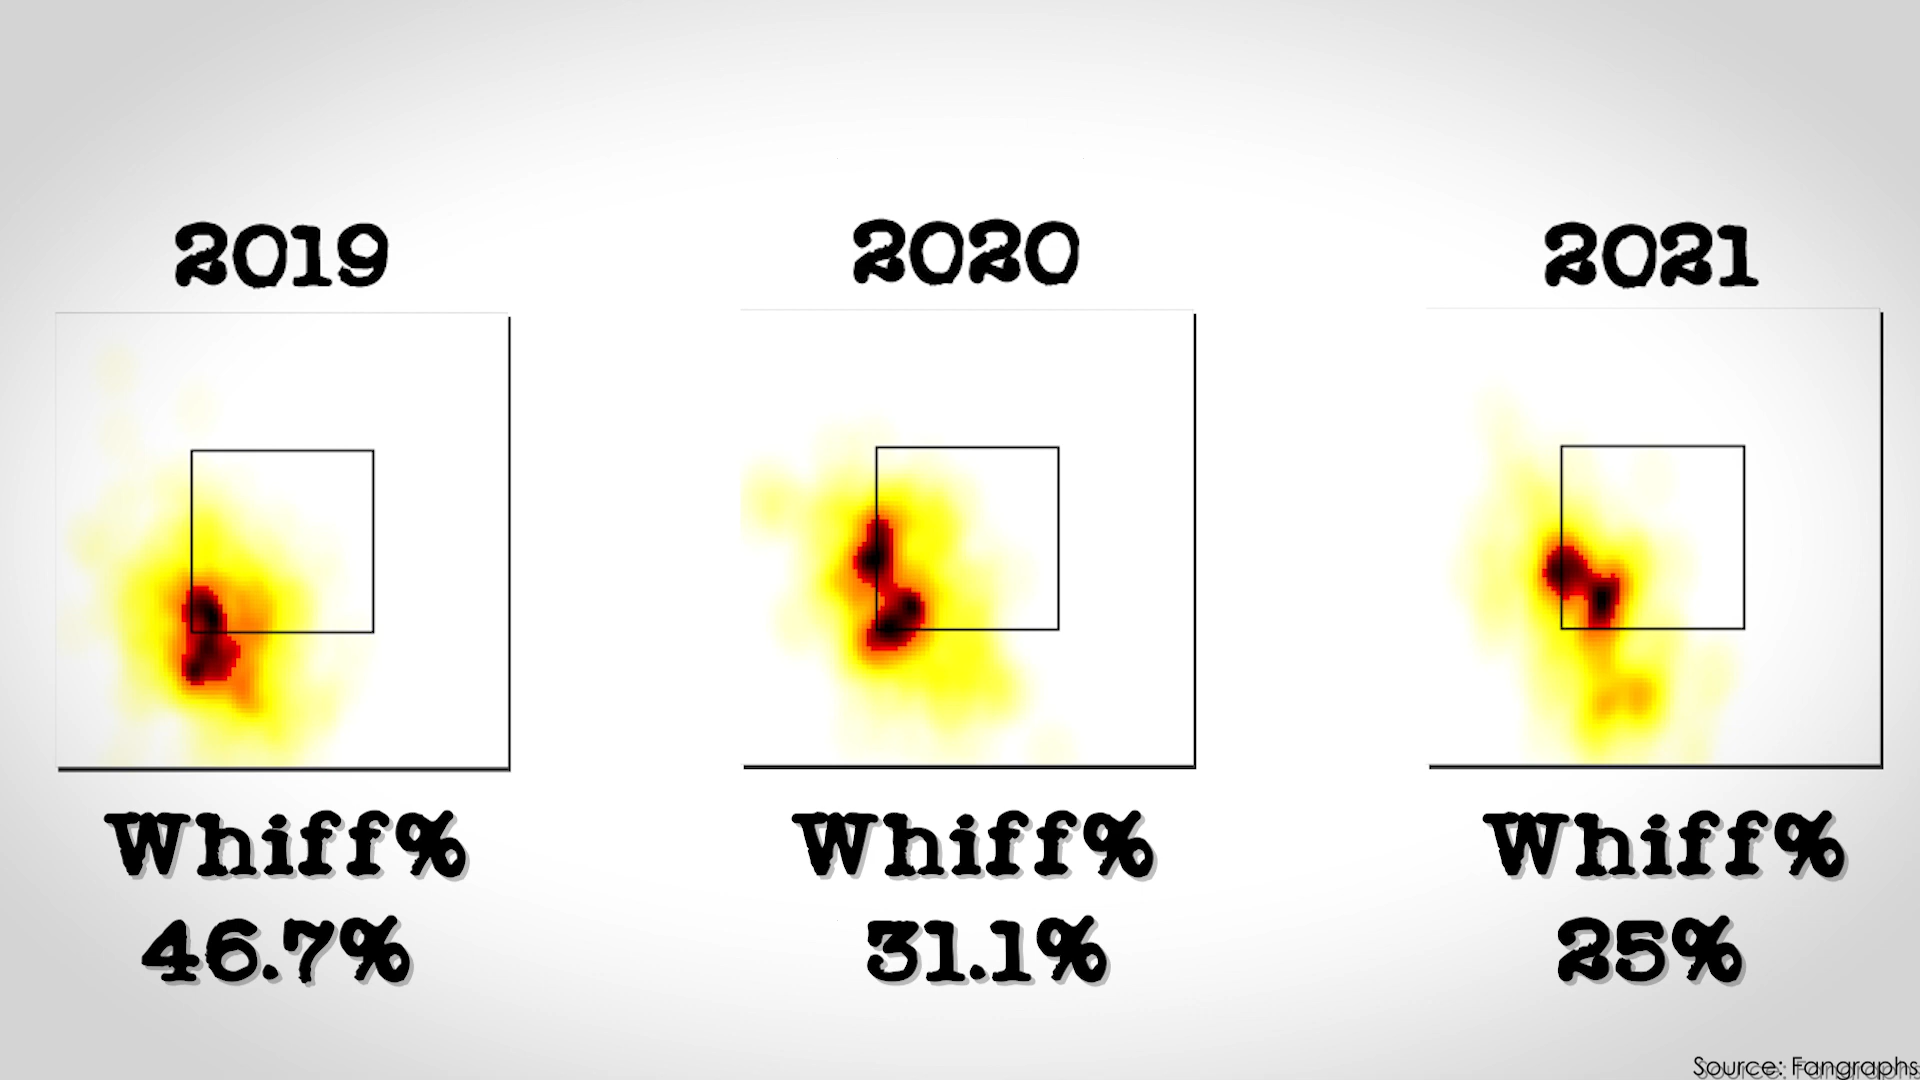 2019
2020
2021
Whiff%
46.7%
Whiff%
31.1%
Whiff%
25%
Source: Fangraphs